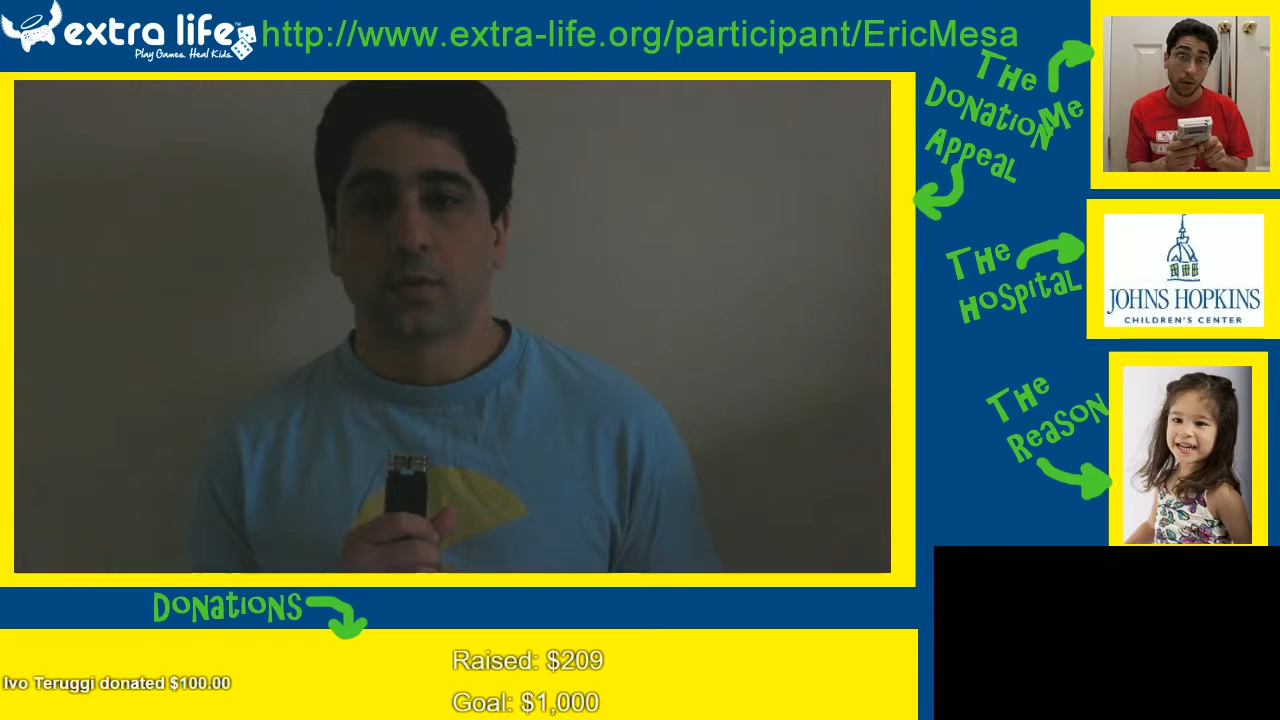 extra life
Play Games. Heal Kids.
http://www.extra-life.org/participant/EricMesa
The Me
The
Donation
Appeal
The
Hospital
JOHNS HOPKINS
CHILDREN'S CENTER
The
Reason
Donations
Raised: $209
Ivo Teruggi donated $100.00
Goal: $1,000